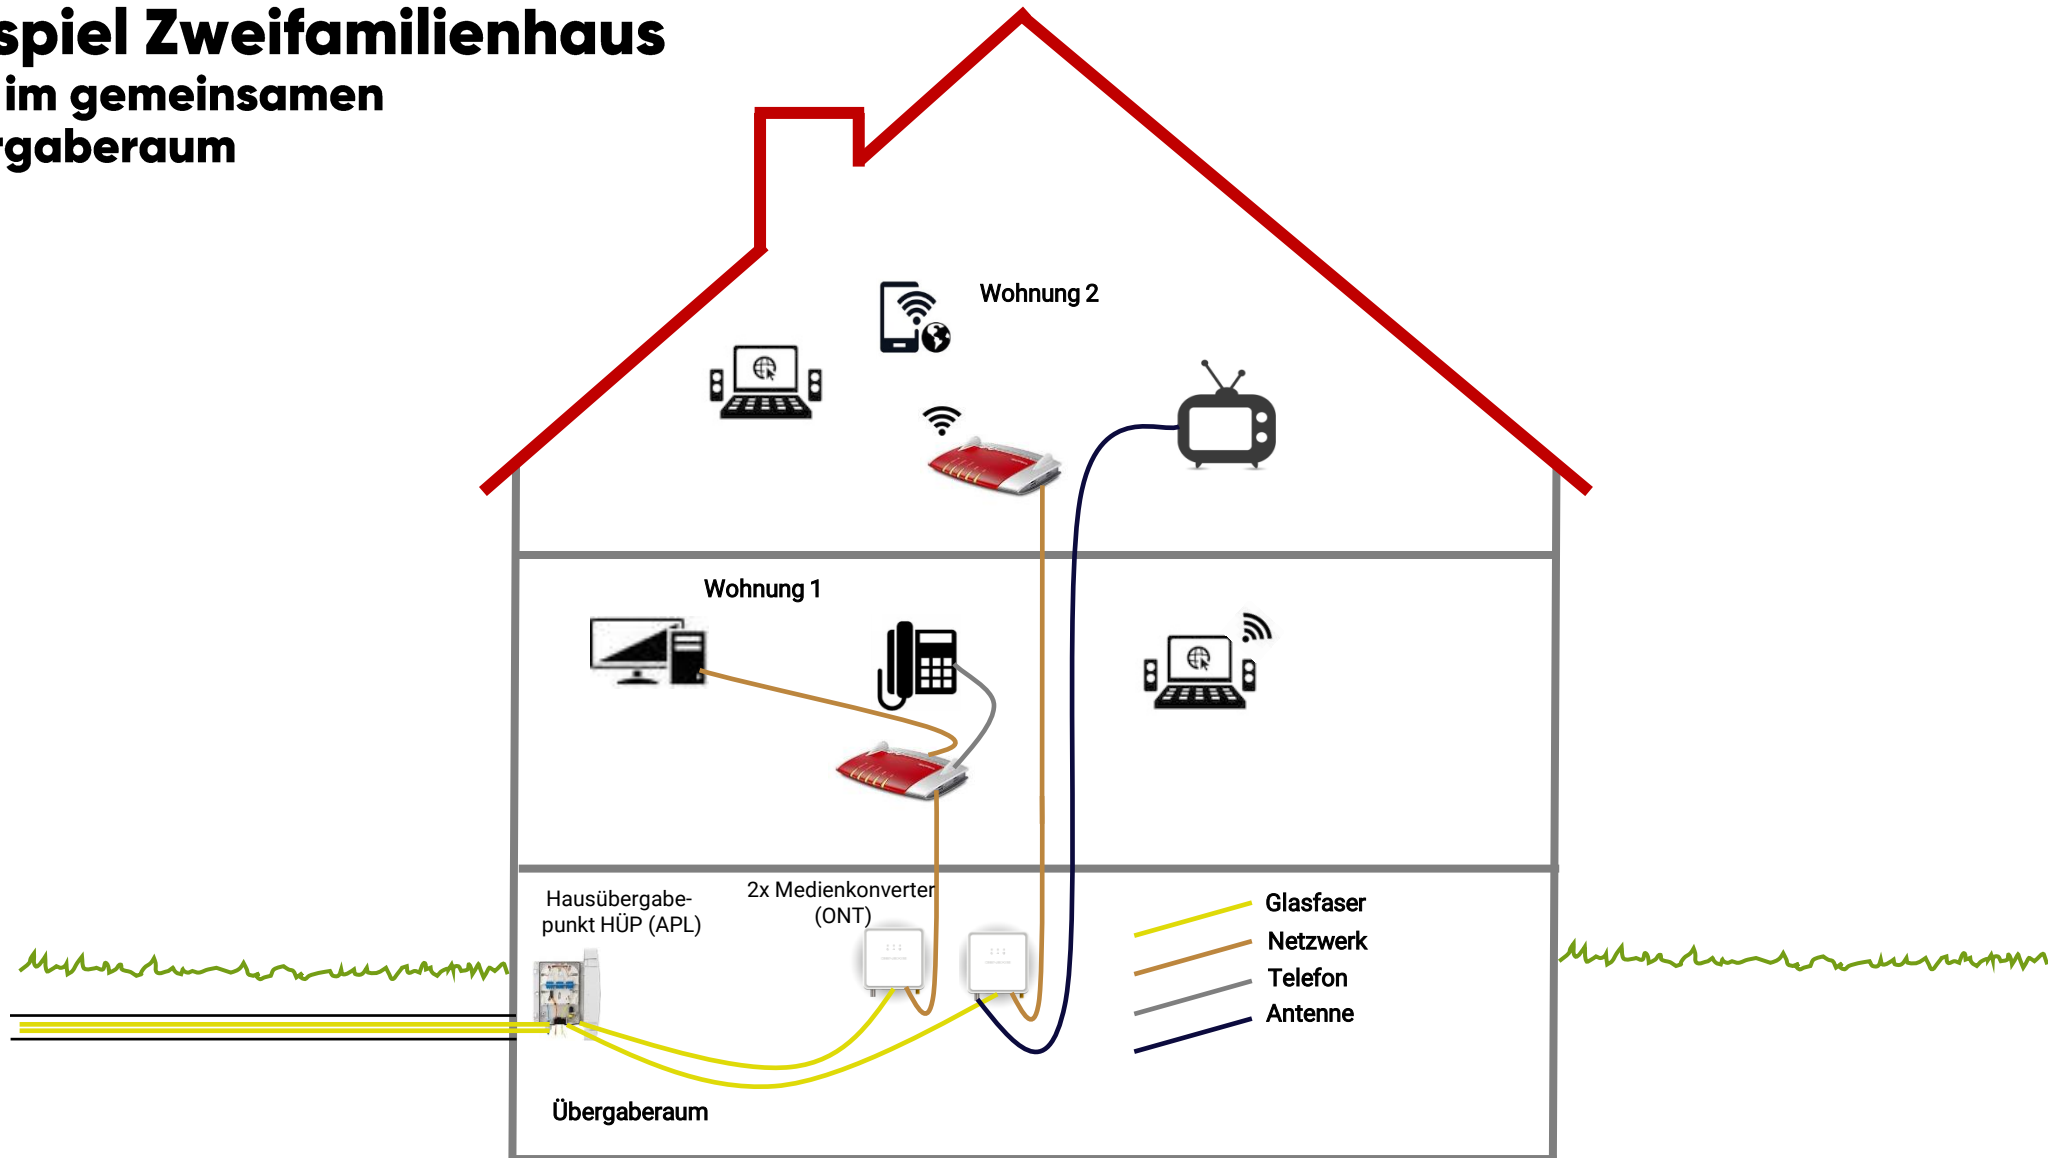 spiel Zweifamilienhaus
im gemeinsamen
rgaberaum
Wohnung 2
Wohnung 1
Hausübergabe-
punkt HÜP (APL)
2x Medienkonverter
(ONT)
Glasfaser
Netzwerk
Telefon
Antenne
Übergaberaum